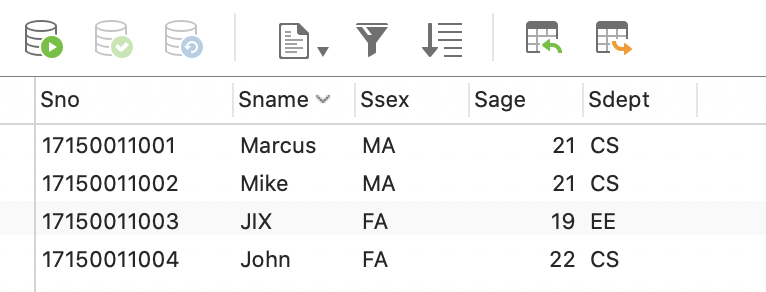 Sno Sname Ssex Sage Sdept
17150011001 Marcus MA 21 CS
17150011002 Mike MA 21 CS
17150011003 JIX FA 19 EE
17150011004 John FA 22 CS